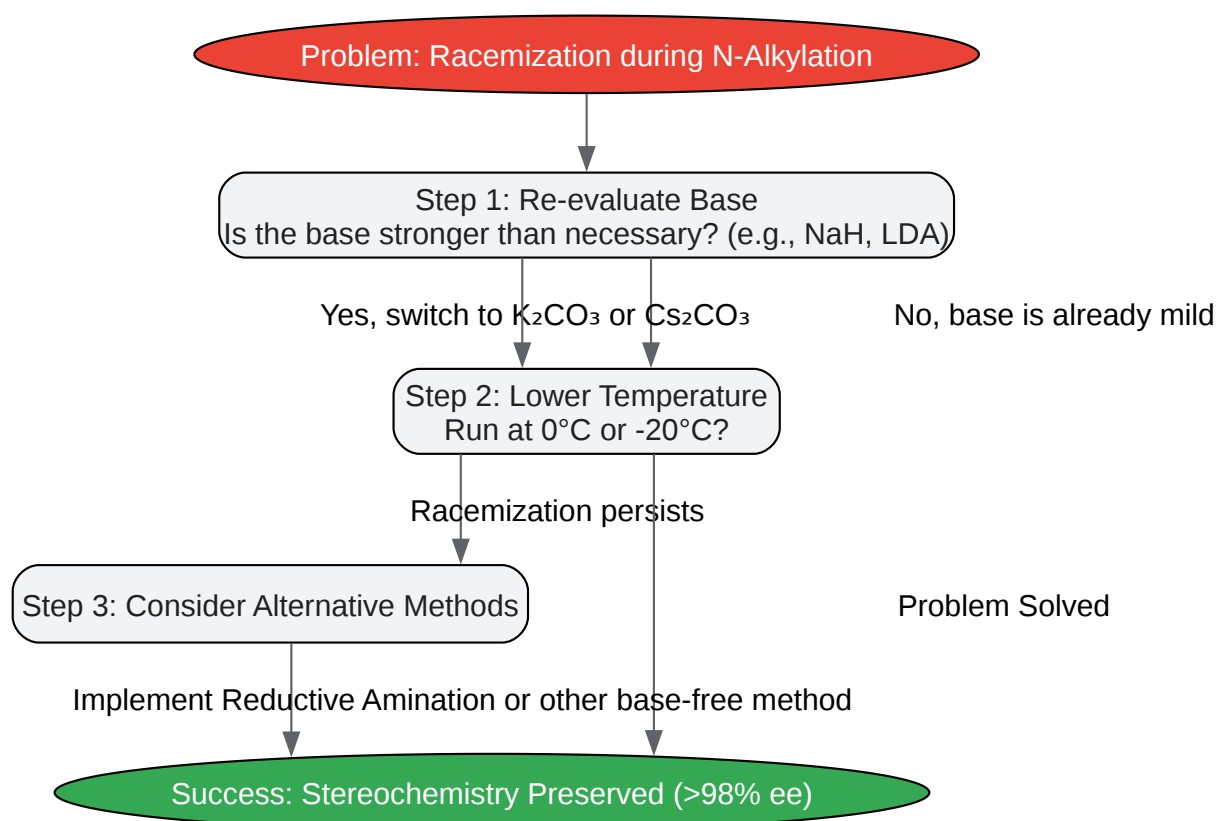 Problem: Racemization during N-Alkylation
Step 1: Re-evaluate Base
Is the base stronger than necessary? (e.g., NaH, LDA)
Yes, switch to K₂CO₃ or Cs₂CO₃
No, base is already mild
Step 2: Lower Temperature
Run at 0°C or -20°C?
Racemization persists
Step 3: Consider Alternative Methods
Problem Solved
Implement Reductive Amination or other base-free method
Success: Stereochemistry Preserved (>98% ee)